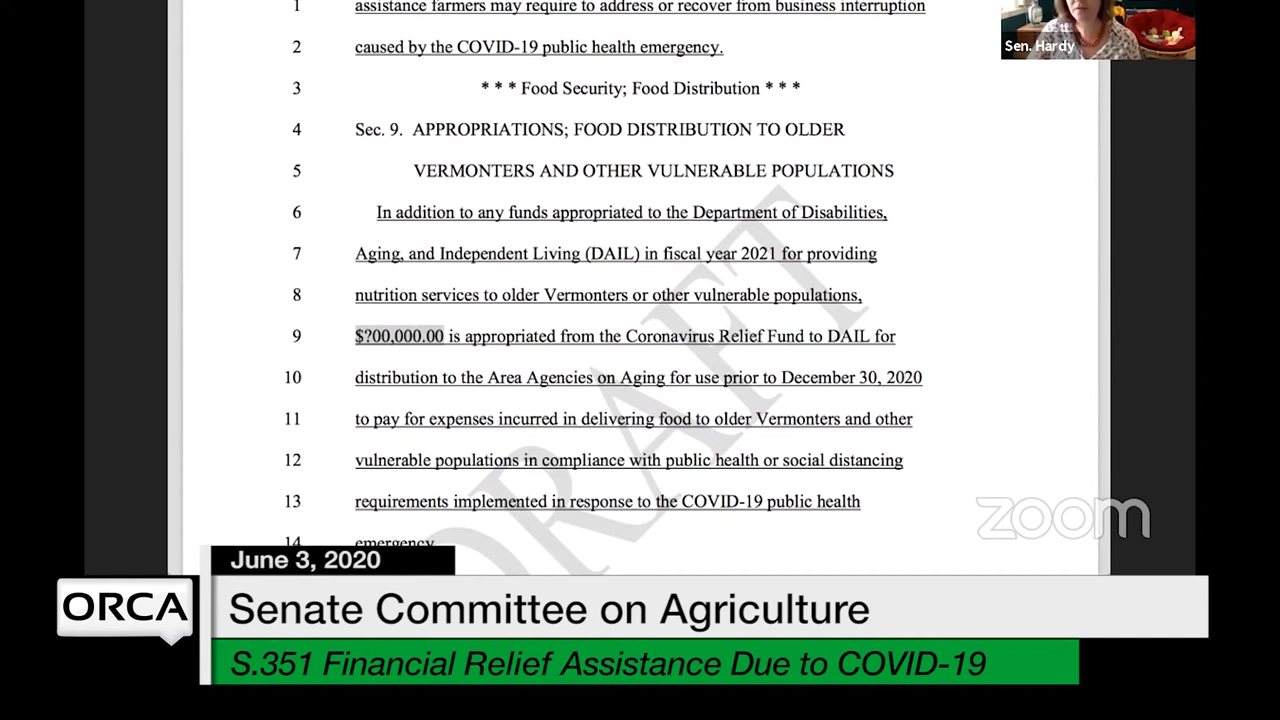 1 assistance farmers may require to address or recover from business interruption
2 caused by the COVID-19 public health emergency.
3 * * * Food Security; Food Distribution * * *
4 Sec. 9. APPROPRIATIONS; FOOD DISTRIBUTION TO OLDER
5 VERMONTERS AND OTHER VULNERABLE POPULATIONS
6 In addition to any funds appropriated to the Department of Disabilities,
7 Aging, and Independent Living (DAIL) in fiscal year 2021 for providing
8 nutrition services to older Vermonters or other vulnerable populations,
9 $?00,000.00 is appropriated from the Coronavirus Relief Fund to DAIL for
10 distribution to the Area Agencies on Aging for use prior to December 30, 2020
11 to pay for expenses incurred in delivering food to older Vermonters and other
12 vulnerable populations in compliance with public health or social distancing
13 requirements implemented in response to the COVID-19 public health
14 emergency.
DRAFT
Sen. Hardy
zoom
June 3, 2020
ORCA
Senate Committee on Agriculture
S.351 Financial Relief Assistance Due to COVID-19